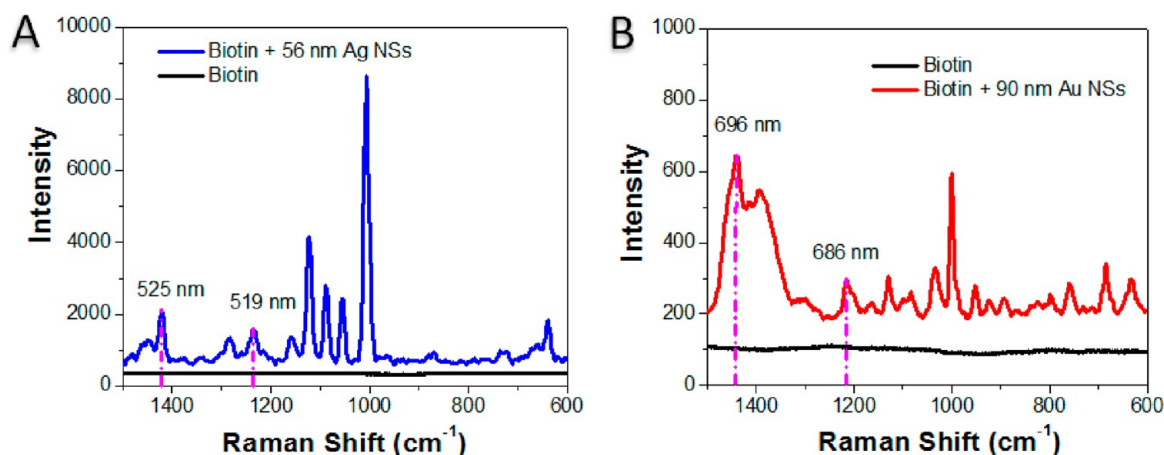 A
Intensity
10000
8000
6000
4000
2000
0
Biotin + 56 nm Ag NSs
Biotin
525 nm
519 nm
1400 1200 1000 800 600
Raman Shift (cm⁻¹)
B
Intensity
1000
800
600
400
200
0
Biotin
Biotin + 90 nm Au NSs
696 nm
686 nm
1400 1200 1000 800 600
Raman Shift (cm⁻¹)